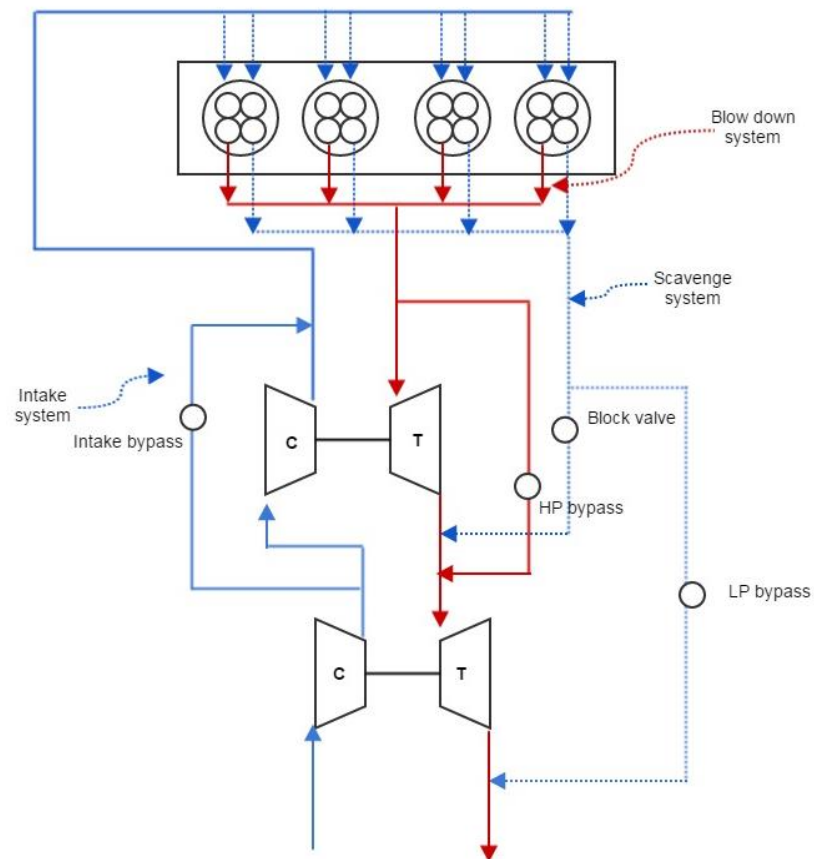 Blow down
system
Scavenge
system
Intake
system
Intake bypass
Block valve
C
T
HP bypass
LP bypass
C
T